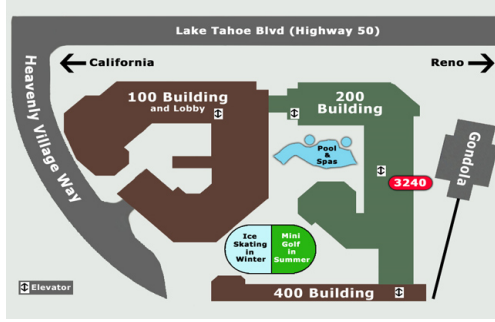 Lake Tahoe Blvd (Highway 50)
California
Reno
Heavenly Village Way
100 Building
and Lobby
200
Building
Pool
&
Spas
Gondola
3240
Ice
Skating
in
Winter
Mini
Golf
in
Summer
Elevator
400 Building